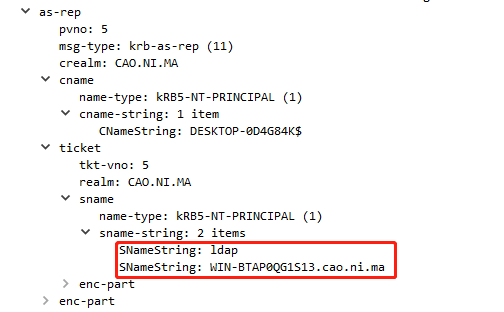 as-rep
pvno: 5
msg-type: krb-as-rep (11)
crealm: CAO.NI.MA
cname
name-type: kRB5-NT-PRINCIPAL (1)
cname-string: 1 item
CNameString: DESKTOP-0D4G84K$
ticket
tkt-vno: 5
realm: CAO.NI.MA
sname
name-type: kRB5-NT-PRINCIPAL (1)
sname-string: 2 items
SNameString: ldap
SNameString: WIN-BTAP0QG1S13.cao.ni.ma
enc-part
enc-part